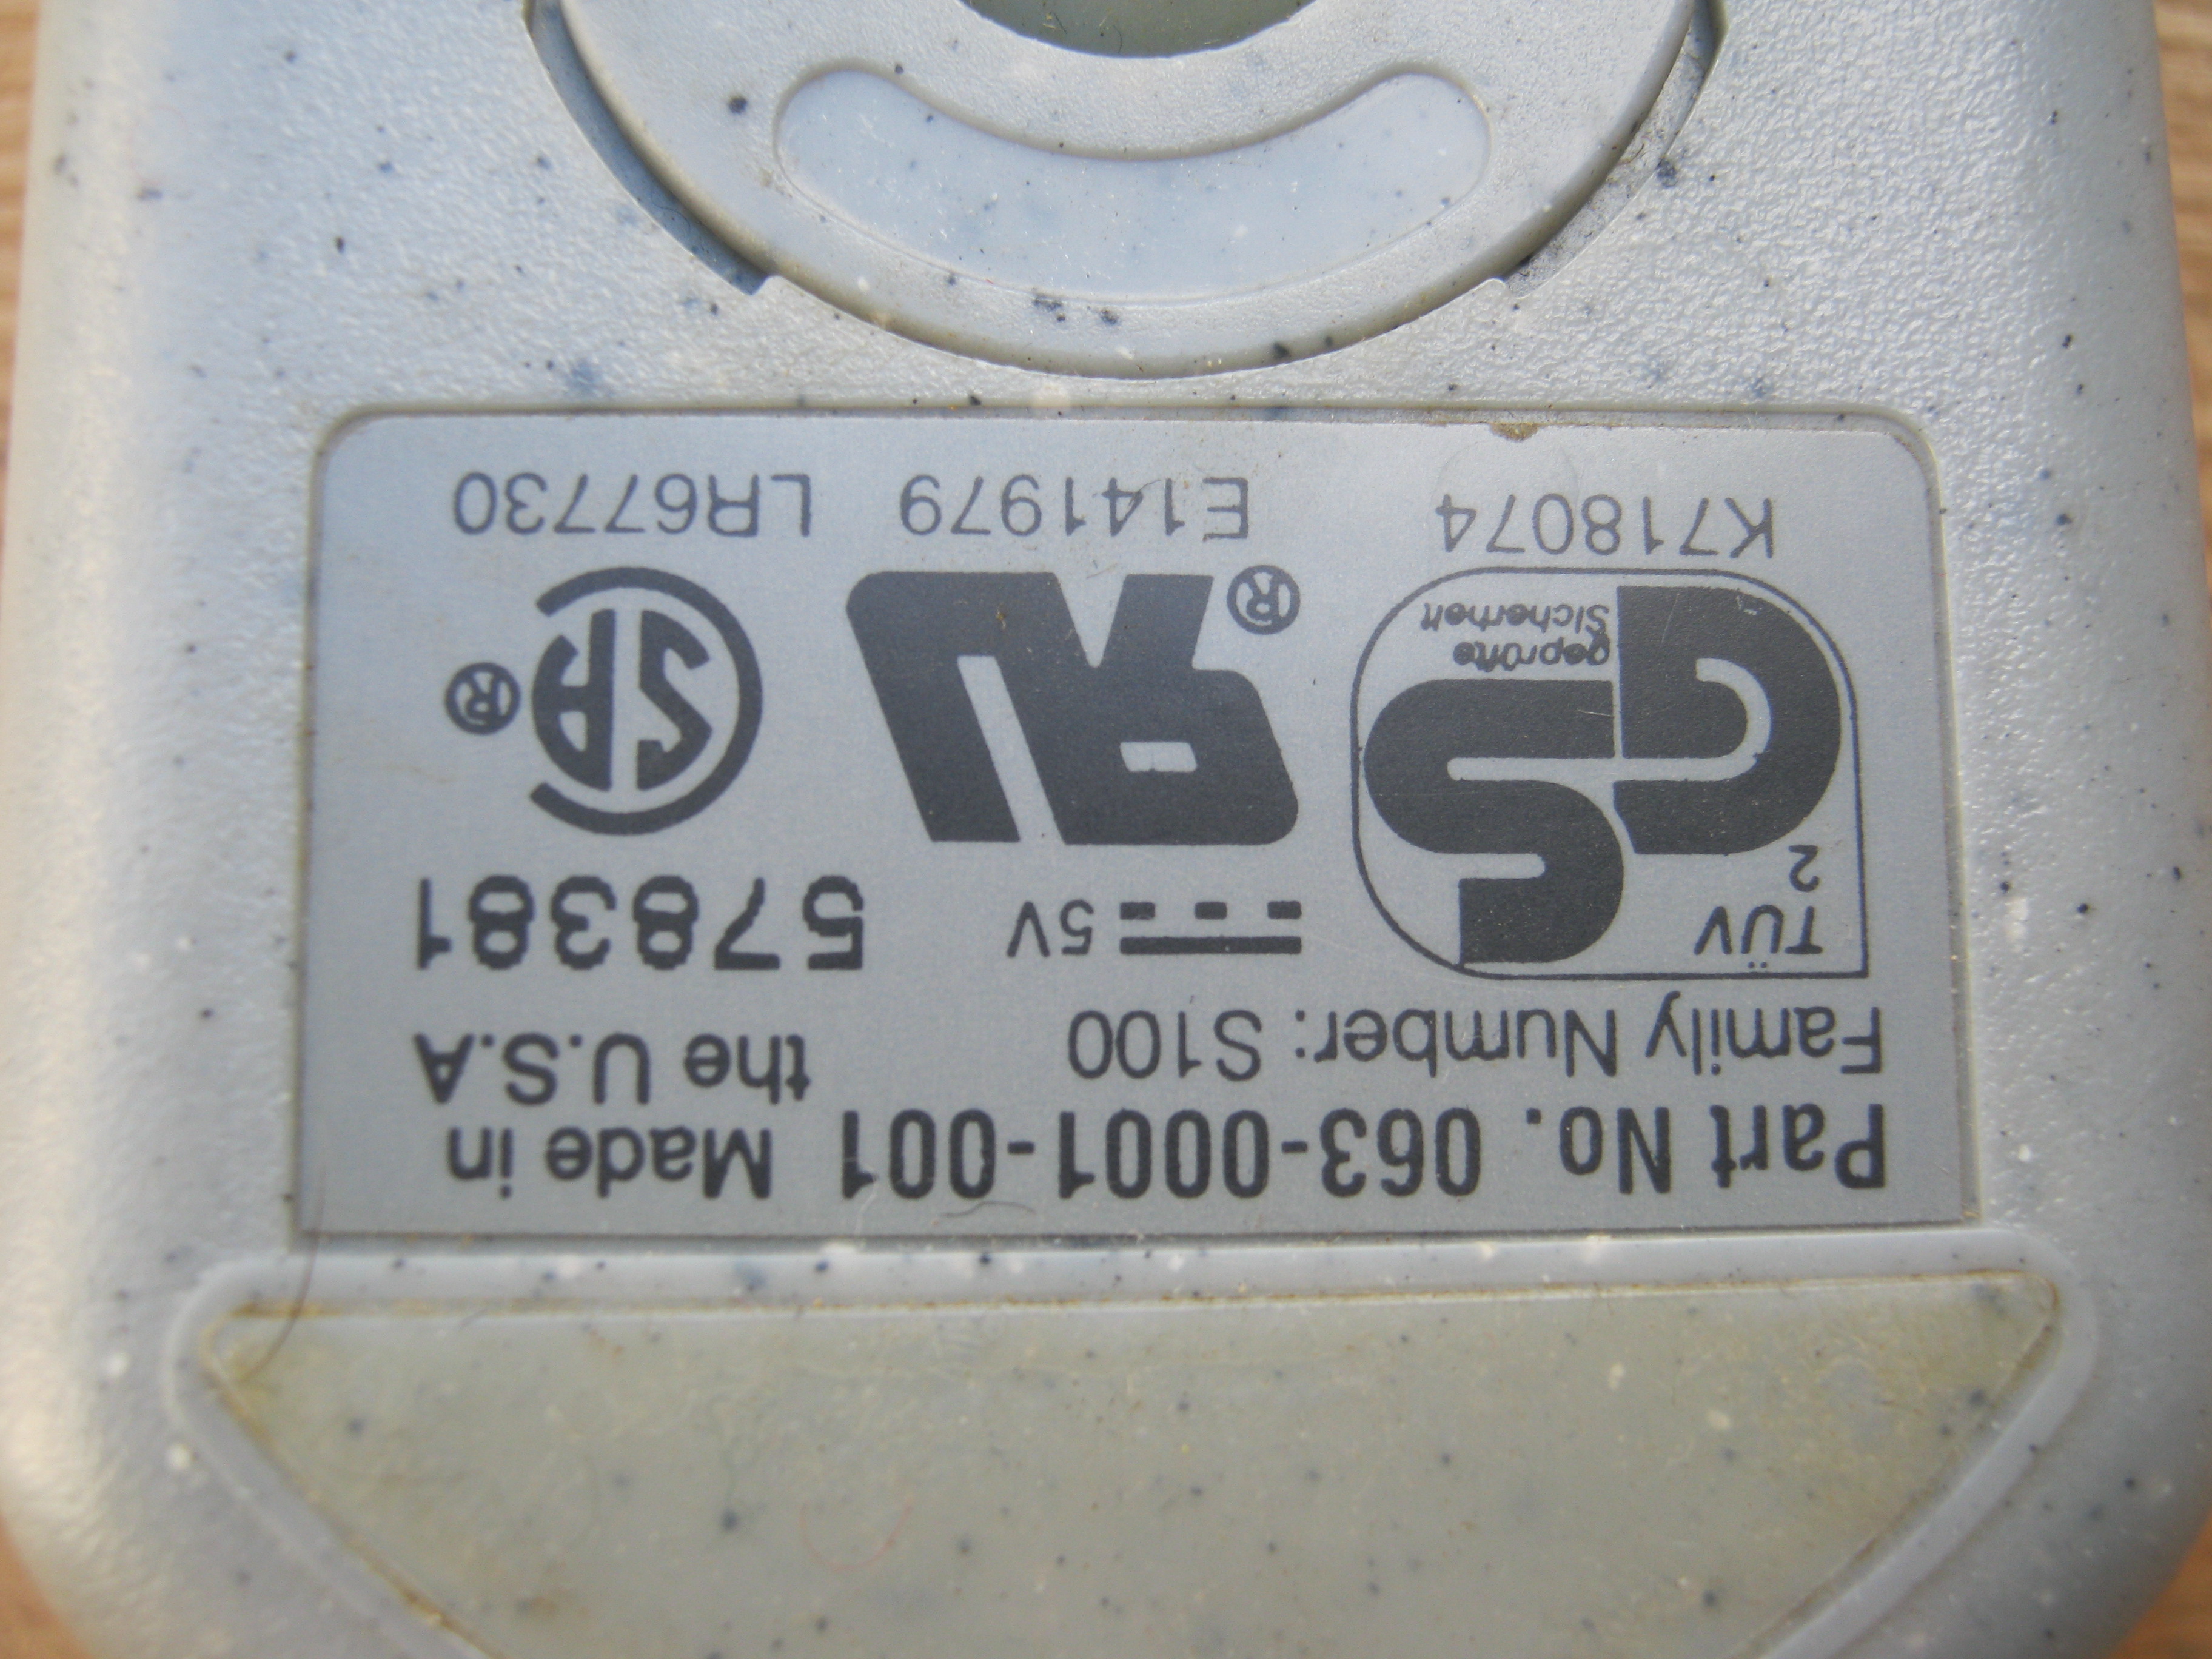 Part No. 063-0001-001
Made in
the U.S.A
Family Number: S100
5V
578381
TÜV
2
GS
geprüfte
Sicherheit
®
SA
®
K718074
E141979
LR67730